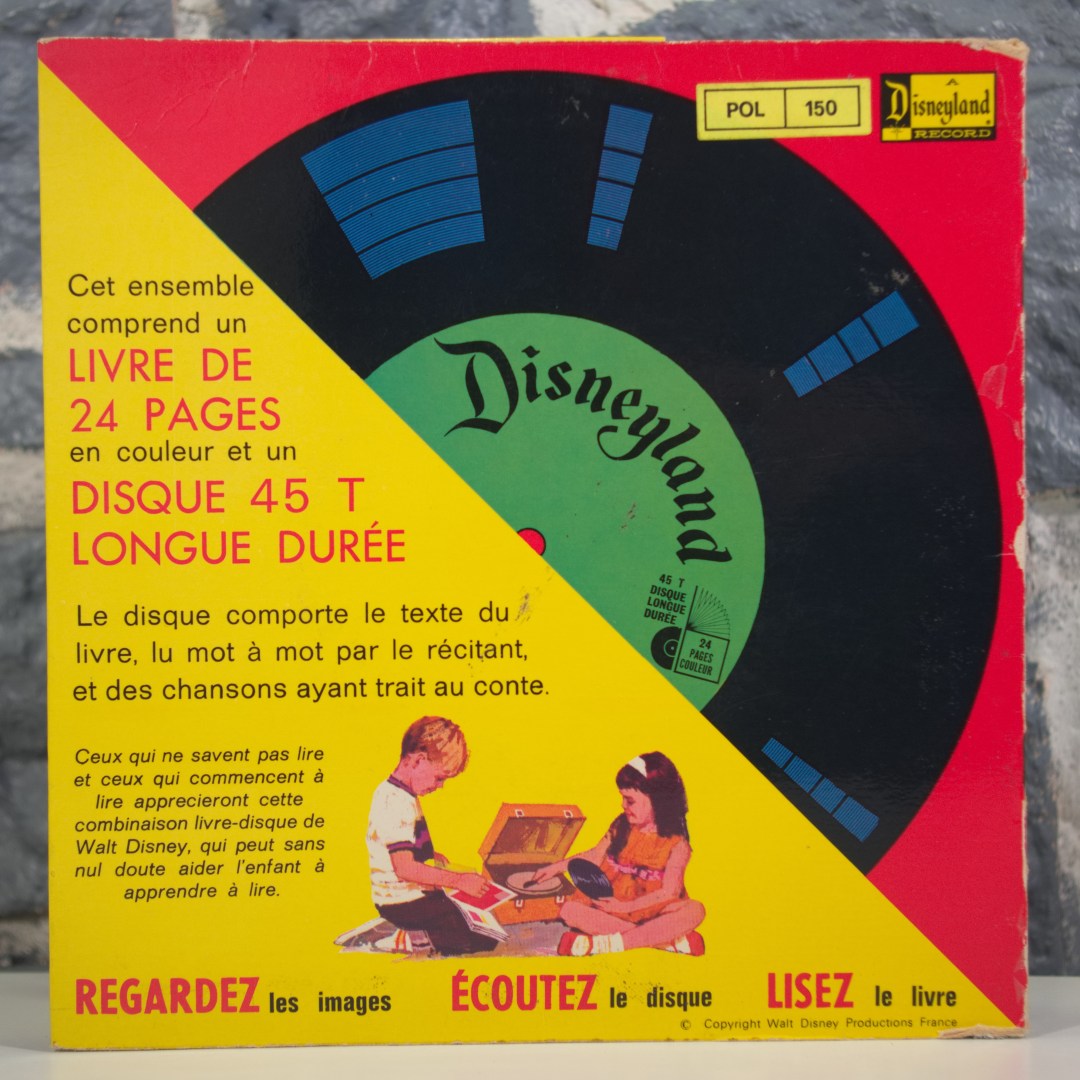 POL 150
Disneyland
RECORD
Cet ensemble
comprend un
LIVRE DE
24 PAGES
en couleur et un
DISQUE 45 T
LONGUE DURÉE
Disneyland
45 T
DISQUE
LONGUE
DURÉE
24
PAGES
COULEUR
Le disque comporte le texte du
livre, lu mot à mot par le récitant,
et des chansons ayant trait au conte.
Ceux qui ne savent pas lire
et ceux qui commencent à
lire apprecieront cette
combinaison livre-disque de
Walt Disney, qui peut sans
nul doute aider l'enfant à
apprendre à lire.
REGARDEZ les images ÉCOUTEZ le disque LISEZ le livre
© Copyright Walt Disney Productions France